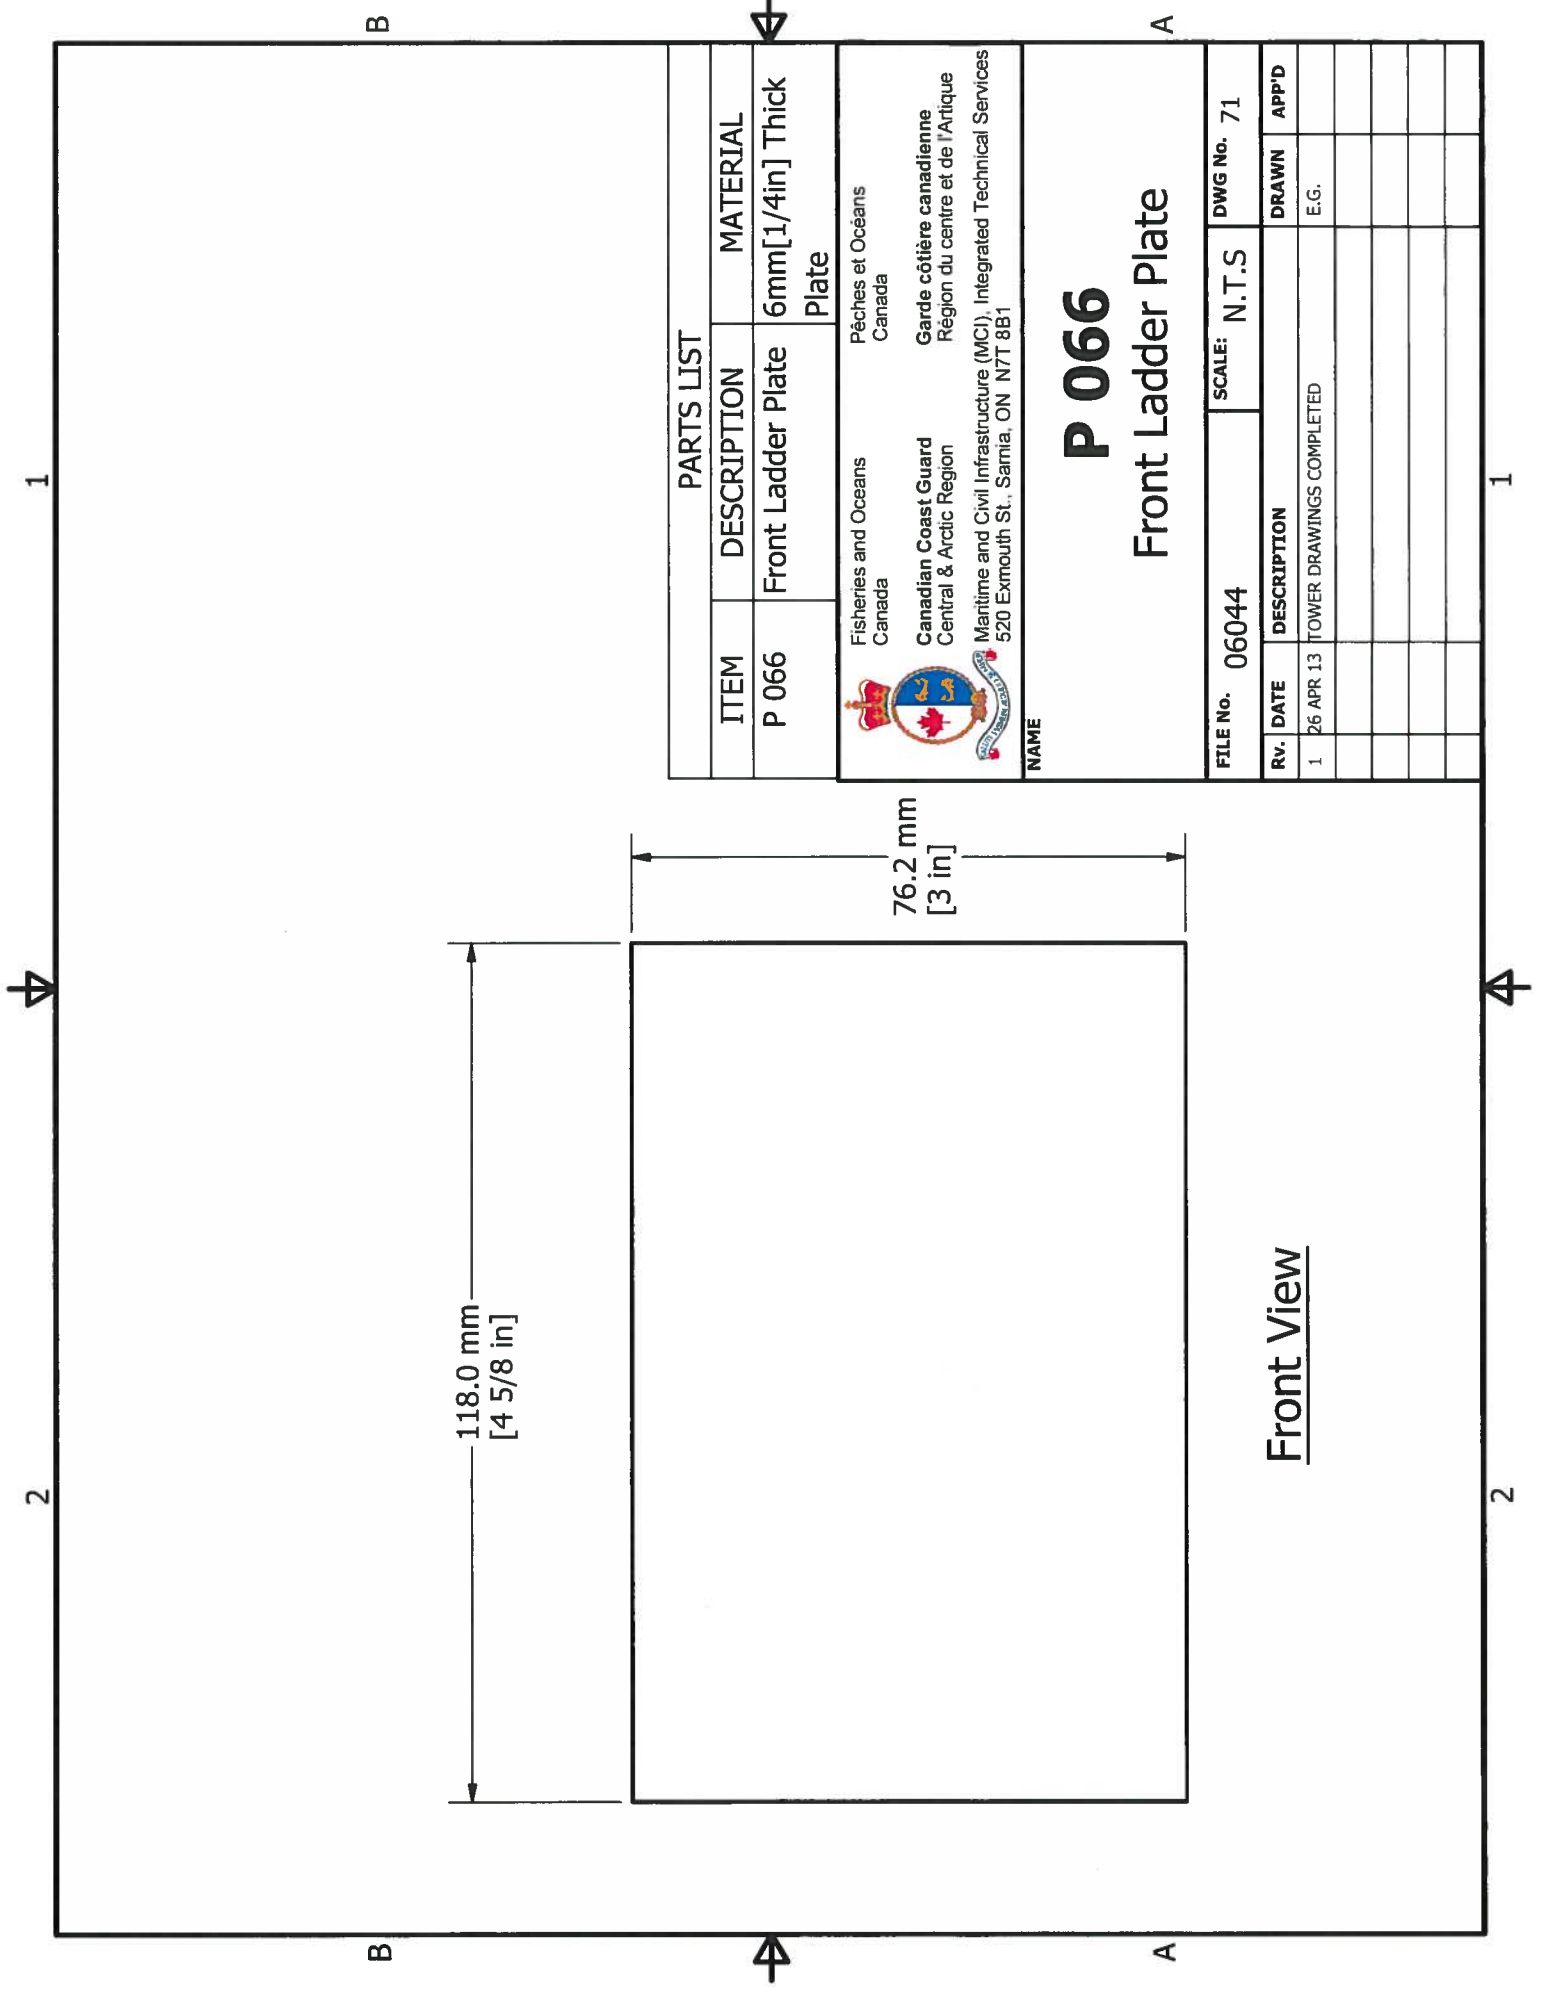 2
1
B
B
118.0 mm
[4 5/8 in]
76.2 mm
[3 in]
Front View
PARTS LIST
ITEM DESCRIPTION MATERIAL
P 066 Front Ladder Plate 6mm[1/4in] Thick
Plate
Fisheries and Oceans Pêches et Océans
Canada Canada
Canadian Coast Guard Garde côtière canadienne
Central & Arctic Region Région du centre et de l'Artique
Maritime and Civil Infrastructure (MCI), Integrated Technical Services
520 Exmouth St., Sarnia, ON N7T 8B1
NAME
P 066
Front Ladder Plate
FILE No. 06044 SCALE: N.T.S DWG No. 71
Rv. DATE DESCRIPTION DRAWN APP'D
1 26 APR 13 TOWER DRAWINGS COMPLETED E.G.
A
A
2
1